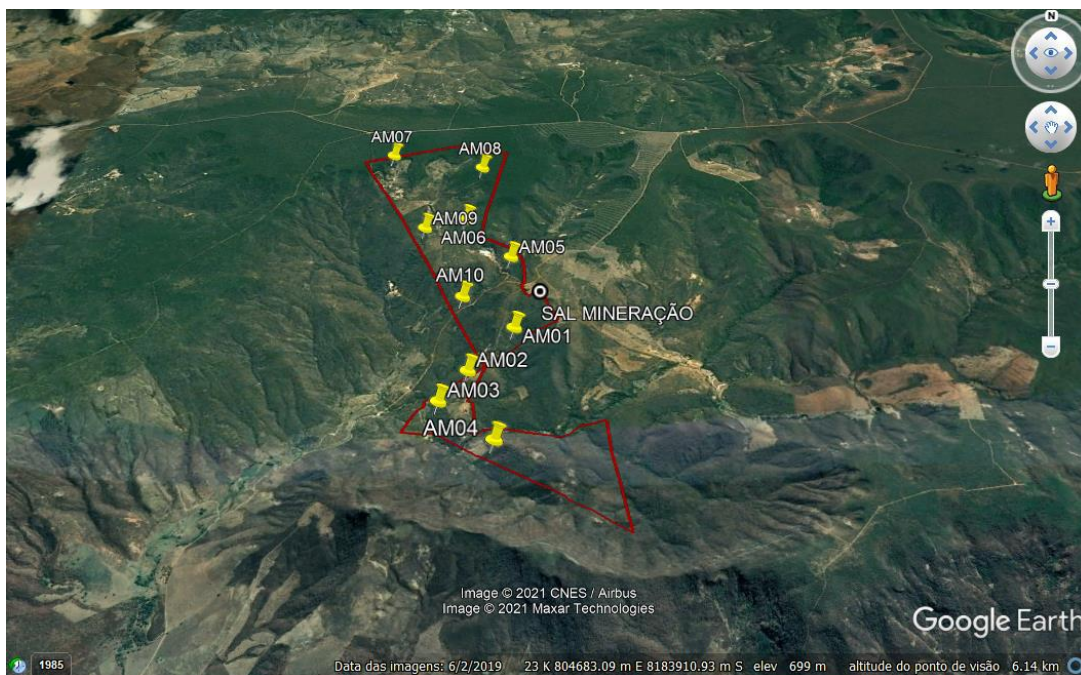 N
AM07
AM08
AM09
AM06
AM05
AM10
SAL MINERAÇÃO
AM01
AM02
AM03
AM04
Image © 2021 CNES / Airbus
Image © 2021 Maxar Technologies
Google Earth
1985
Data das imagens: 6/2/2019 23 K 804683.09 m E 8183910.93 m S elev 699 m altitude do ponto de visão 6.14 km